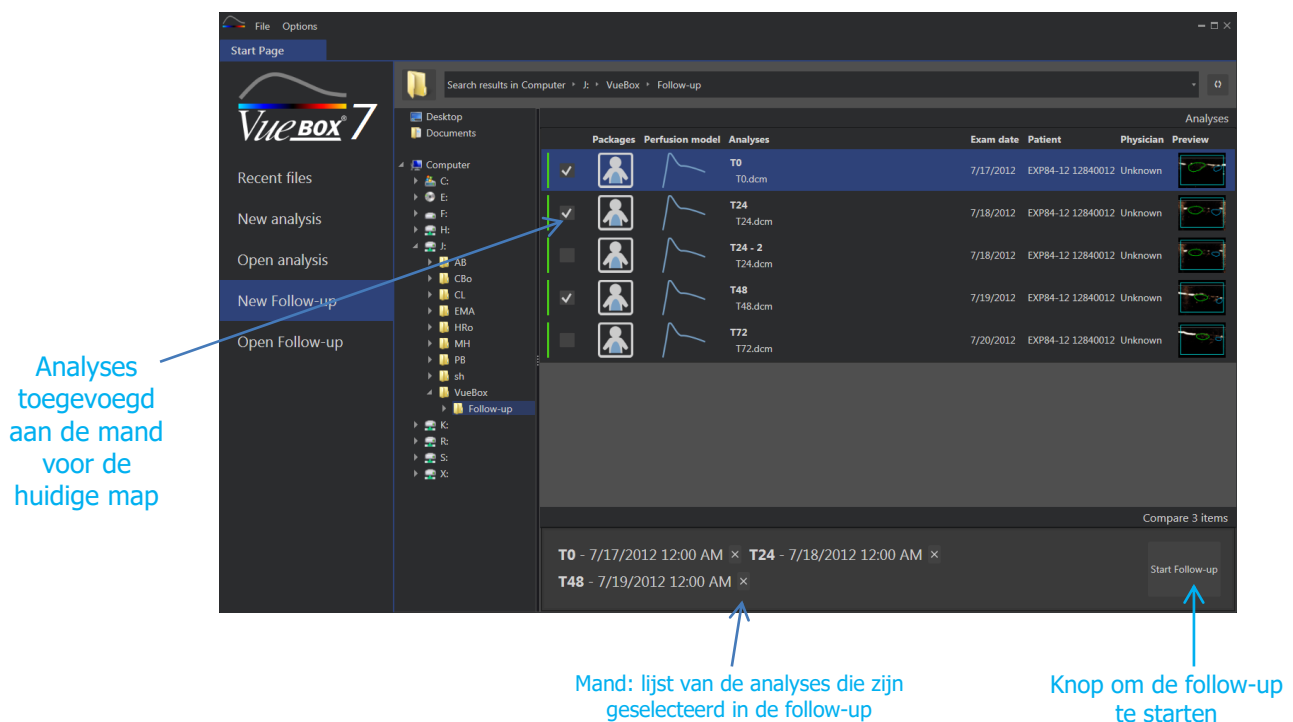 File Options
Start Page
VUEBOX® 7
Recent files
New analysis
Open analysis
New Follow-up
Open Follow-up
Search results in Computer J: VueBox Follow-up
Desktop
Documents
Computer
C:
E:
F:
H:
J:
AB
CBo
CL
EMA
HRo
MH
PB
sh
VueBox
Follow-up
K:
R:
S:
X:
Analyses
Packages Perfusion model Analyses Exam date Patient Physician Preview
T0
T0.dcm
7/17/2012 EXP84-12 12840012 Unknown
T24
T24.dcm
7/18/2012 EXP84-12 12840012 Unknown
T24 - 2
T24.dcm
7/18/2012 EXP84-12 12840012 Unknown
T48
T48.dcm
7/19/2012 EXP84-12 12840012 Unknown
T72
T72.dcm
7/20/2012 EXP84-12 12840012 Unknown
Compare 3 items
T0 - 7/17/2012 12:00 AM × T24 - 7/18/2012 12:00 AM ×
T48 - 7/19/2012 12:00 AM ×
Start Follow-up
Analyses
toegevoegd
aan de mand
voor de
huidige map
Mand: lijst van de analyses die zijn
geselecteerd in de follow-up
Knop om de follow-up
te starten